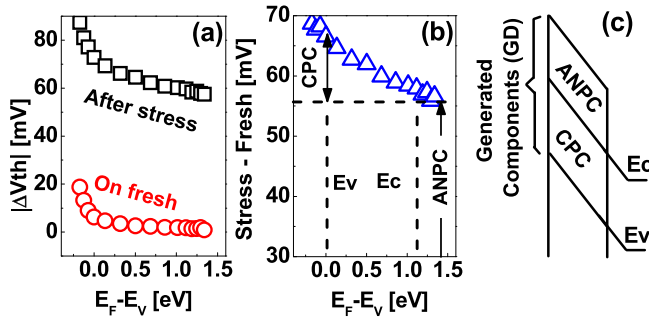 (a)
|ΔVth| [mV]
80
60
40
20
0
After stress
On fresh
0.0 0.5 1.0 1.5
E_F-E_V [eV]
(b)
Stress - Fresh [mV]
70
60
50
40
30
CPC
Ev
Ec
ANPC
0.0 0.5 1.0 1.5
E_F-E_V [eV]
(c)
Generated
Components (GD)
ANPC
CPC
Ec
Ev